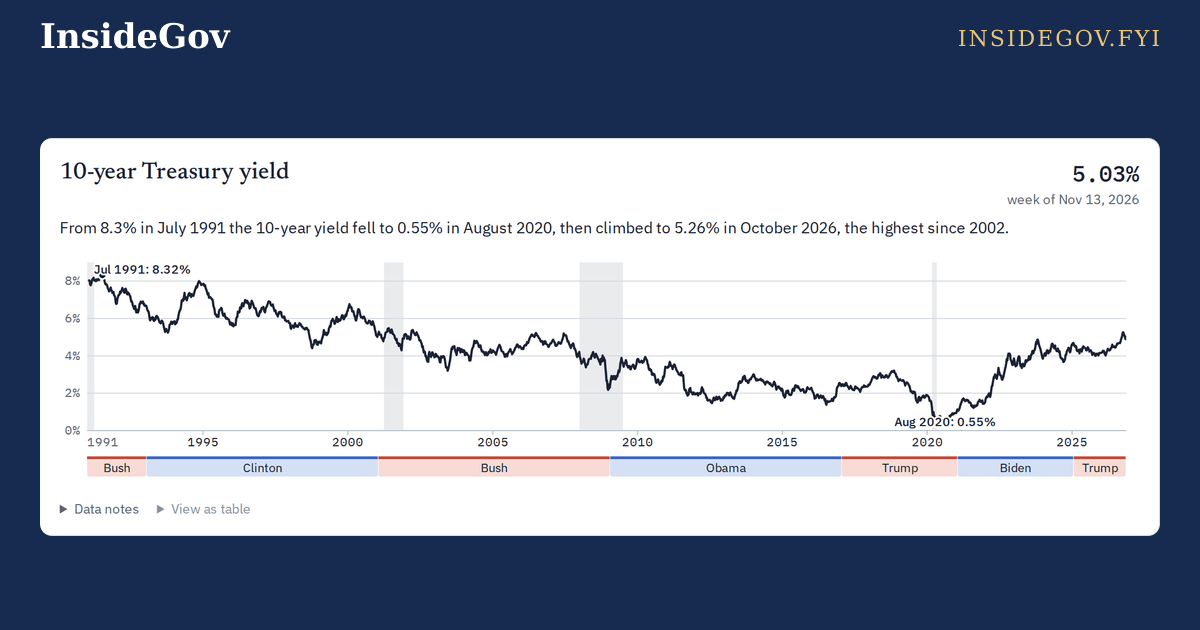 InsideGov
INSIDEGOV.FYI
10-year Treasury yield
5.03%
week of Nov 13, 2026
From 8.3% in July 1991 the 10-year yield fell to 0.55% in August 2020, then climbed to 5.26% in October 2026, the highest since 2002.
Jul 1991: 8.32%
8%
6%
4%
2%
0%
Aug 2020: 0.55%
1991 1995 2000 2005 2010 2015 2020 2025
Bush Clinton Bush Obama Trump Biden Trump
▶ Data notes ▶ View as table